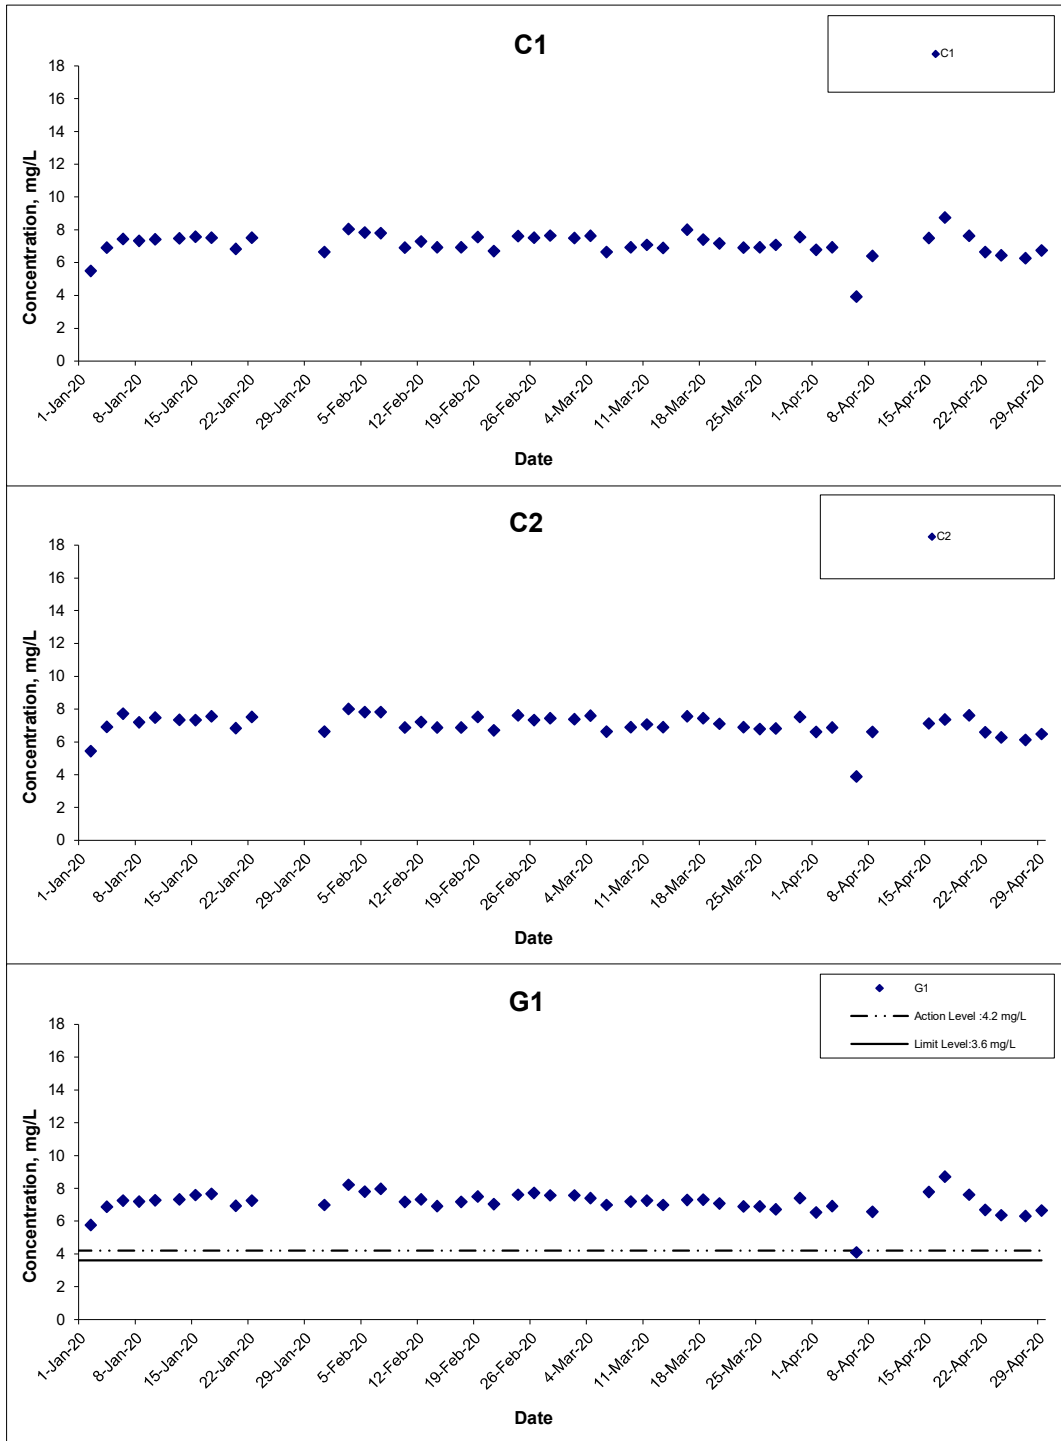 C1
C1
18
16
14
12
10
8
6
4
2
0
Concentration, mg/L
1-Jan-20
8-Jan-20
15-Jan-20
22-Jan-20
29-Jan-20
5-Feb-20
12-Feb-20
19-Feb-20
26-Feb-20
4-Mar-20
11-Mar-20
18-Mar-20
25-Mar-20
1-Apr-20
8-Apr-20
15-Apr-20
22-Apr-20
29-Apr-20
Date
C2
C2
18
16
14
12
10
8
6
4
2
0
Concentration, mg/L
1-Jan-20
8-Jan-20
15-Jan-20
22-Jan-20
29-Jan-20
5-Feb-20
12-Feb-20
19-Feb-20
26-Feb-20
4-Mar-20
11-Mar-20
18-Mar-20
25-Mar-20
1-Apr-20
8-Apr-20
15-Apr-20
22-Apr-20
29-Apr-20
Date
G1
G1
Action Level :4.2 mg/L
Limit Level:3.6 mg/L
18
16
14
12
10
8
6
4
2
0
Concentration, mg/L
1-Jan-20
8-Jan-20
15-Jan-20
22-Jan-20
29-Jan-20
5-Feb-20
12-Feb-20
19-Feb-20
26-Feb-20
4-Mar-20
11-Mar-20
18-Mar-20
25-Mar-20
1-Apr-20
8-Apr-20
15-Apr-20
22-Apr-20
29-Apr-20
Date